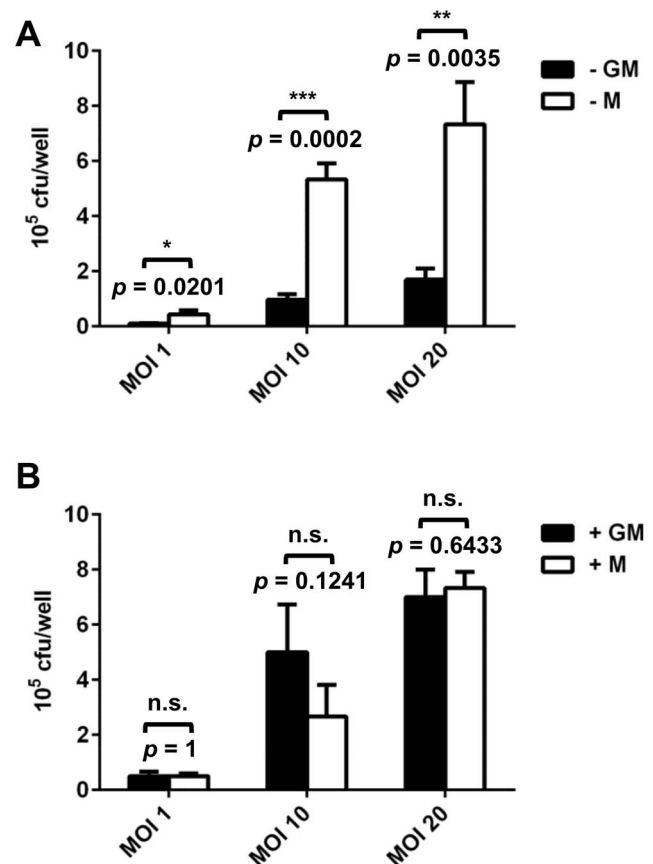 A
10
8
6
4
2
0
10⁵ cfu/well
*
p = 0.0201
***
p = 0.0002
**
p = 0.0035
- GM
- M
MOI 1
MOI 10
MOI 20
B
10
8
6
4
2
0
10⁵ cfu/well
n.s.
p = 1
n.s.
p = 0.1241
n.s.
p = 0.6433
+ GM
+ M
MOI 1
MOI 10
MOI 20